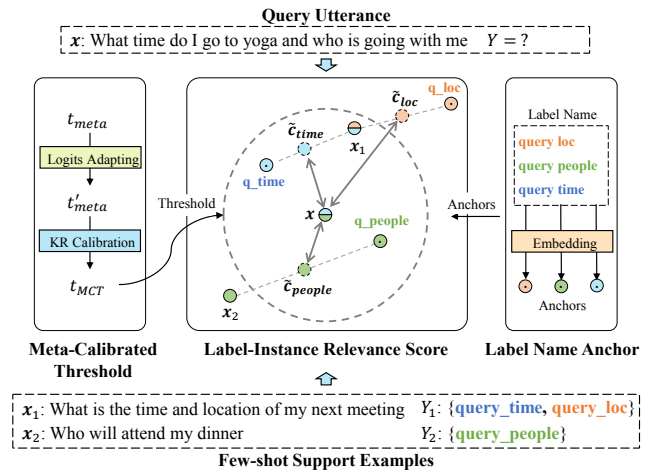 Query Utterance
x: What time do I go to yoga and who is going with me Y = ?
t_meta
Logits Adapting
t'_meta
KR Calibration
t_MCT
Threshold
q_loc
c̃_loc
c̃_time
x_1
q_time
x
q_people
c̃_people
x_2
Anchors
Label Name
query loc
query people
query time
Embedding
Anchors
Meta-Calibrated
Threshold
Label-Instance Relevance Score
Label Name Anchor
x_1: What is the time and location of my next meeting Y_1: {query_time, query_loc}
x_2: Who will attend my dinner Y_2: {query_people}
Few-shot Support Examples